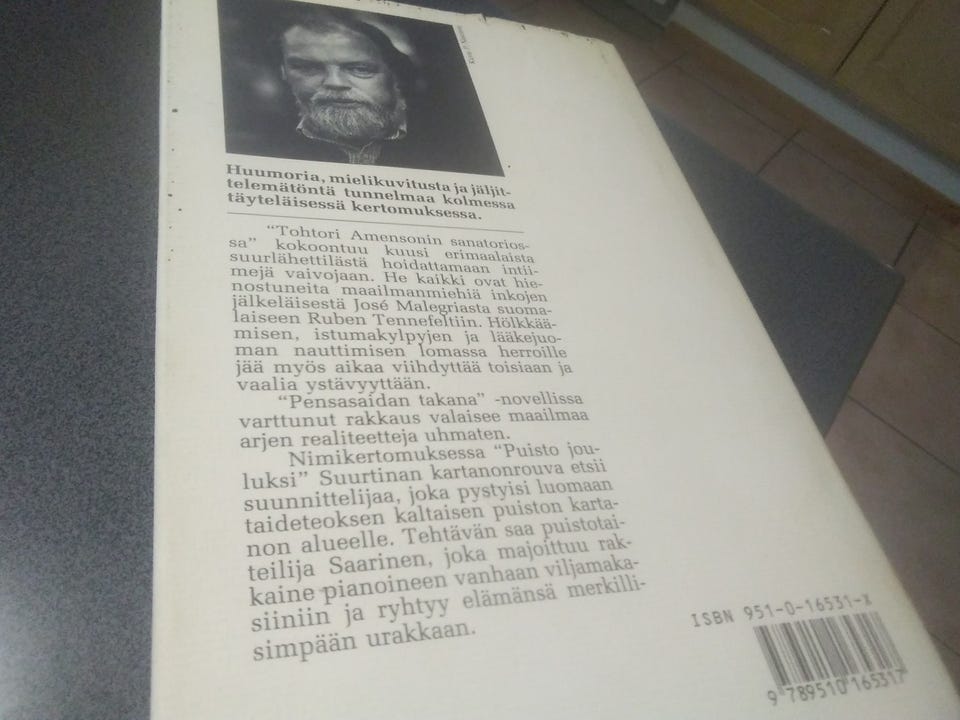 Huumoria, mielikuvitusta ja jäljit-
telemätöntä tunnelmaa kolmessa
täyteläisessä kertomuksessa.
"Tohtori Amensonin sanatorios-
sa" kokoontuu kuusi erimaalaista
suurlähettilästä hoidattamaan intii-
mejä vaivojaan. He kaikki ovat hie-
nostuneita maailmanmiehiä inkojen
jälkeläisestä José Malegriasta suoma-
laiseen Ruben Tennefeltiin. Hölkkää-
misen, istumakylpyjen ja lääkejuo-
man nauttimisen lomassa herroille
jää myös aikaa viihdyttää toisiaan ja
vaalia ystävyyttään.
"Pensasaidan takana" -novellissa
varttunut rakkaus valaisee maailmaa
arjen realiteetteja uhmaten.
Nimikertomuksessa "Puisto jou-
luksi" Suurtinan kartanonrouva etsii
suunnittelijaa, joka pystyisi luomaan
taideteoksen kaltaisen puiston karta-
non alueelle. Tehtävän saa puistotai-
teilija Saarinen, joka majoittuu rak-
kaine pianoineen vanhaan viljamaka-
siiniin ja ryhtyy elämänsä merkilli-
simpään urakkaan.
ISBN 951-0-16531-X
9 789510 165317